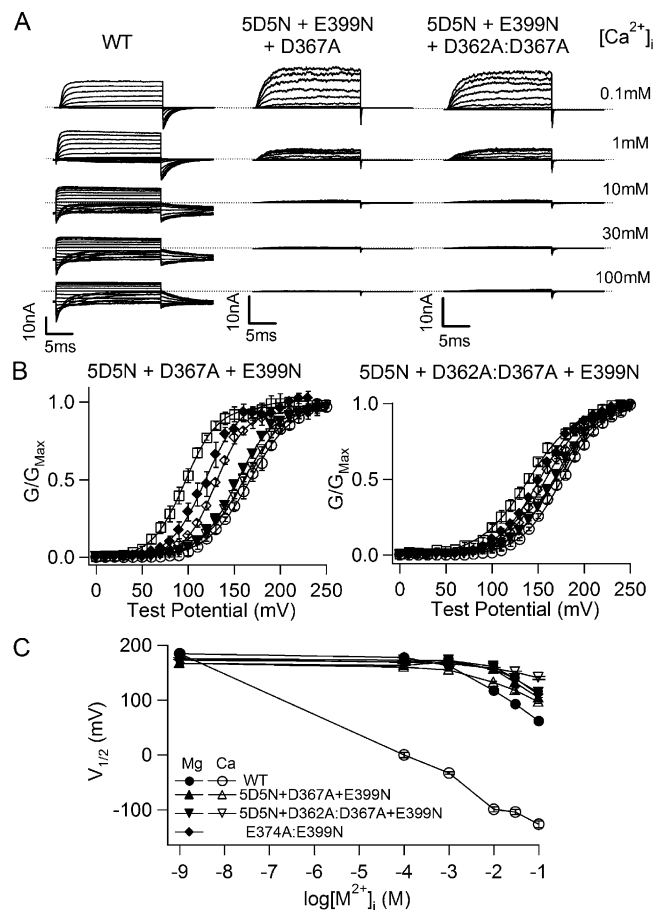 A
WT
5D5N + E399N
+ D367A
5D5N + E399N
+ D362A:D367A
[Ca2+]i
0.1mM
1mM
10mM
30mM
100mM
10nA
5ms
10nA
5ms
10nA
5ms
B
5D5N + D367A + E399N
5D5N + D362A:D367A + E399N
G/GMax
1.0
0.5
0.0
0 50 100 150 200 250
Test Potential (mV)
G/GMax
1.0
0.5
0.0
0 50 100 150 200 250
Test Potential (mV)
C
V1/2 (mV)
200
100
0
-100
Mg Ca
WT
5D5N+D367A+E399N
5D5N+D362A:D367A+E399N
E374A:E399N
-9 -8 -7 -6 -5 -4 -3 -2 -1
log[M2+]i (M)